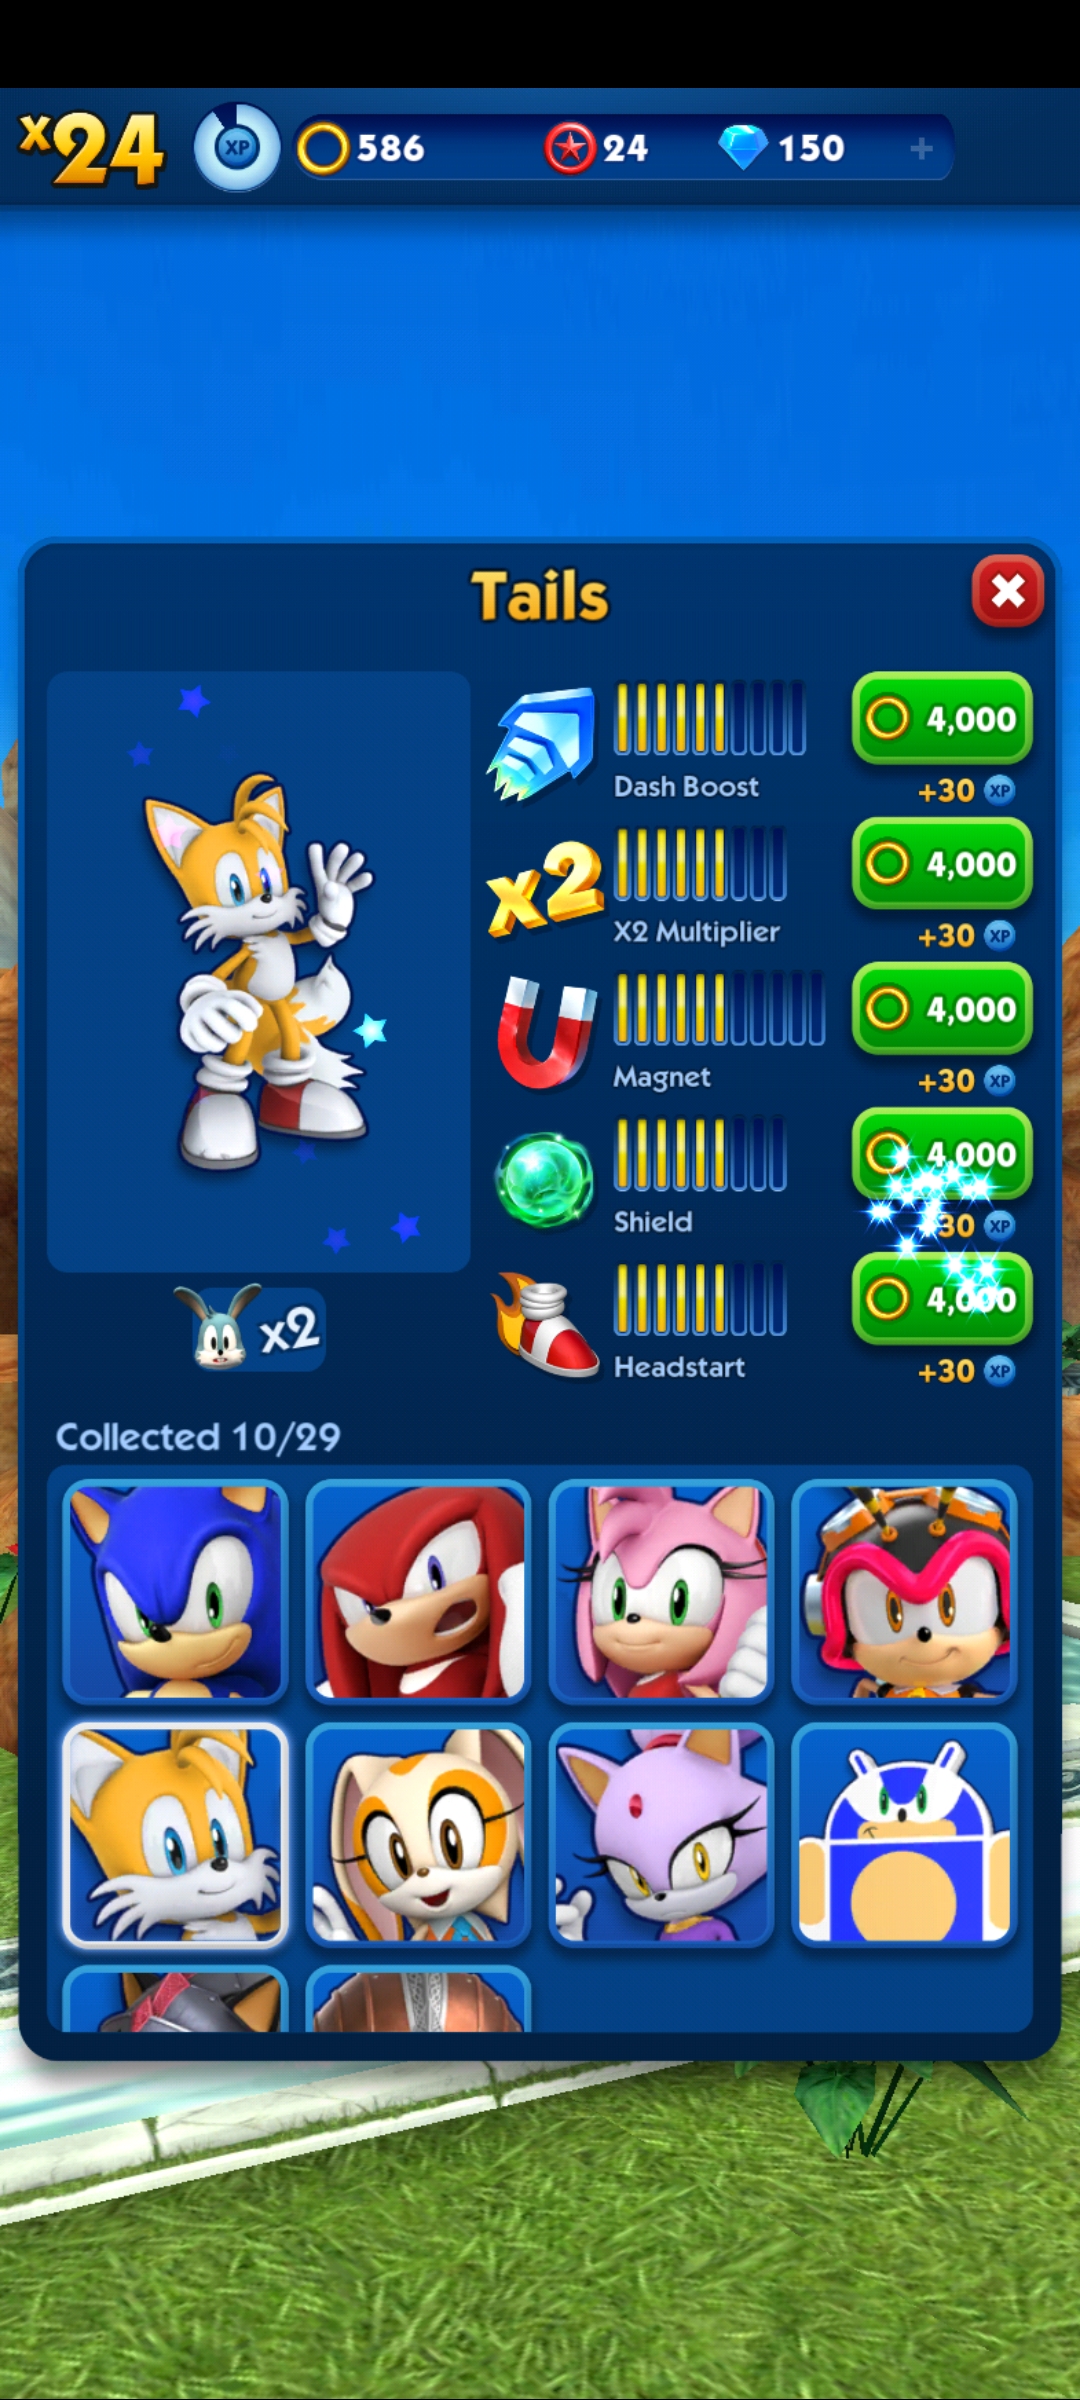 x24
XP
586
24
150
+
Tails
4,000
Dash Boost
+30 XP
x2
4,000
X2 Multiplier
+30 XP
4,000
Magnet
+30 XP
4,000
Shield
30 XP
4,000
Headstart
+30 XP
x2
Collected 10/29